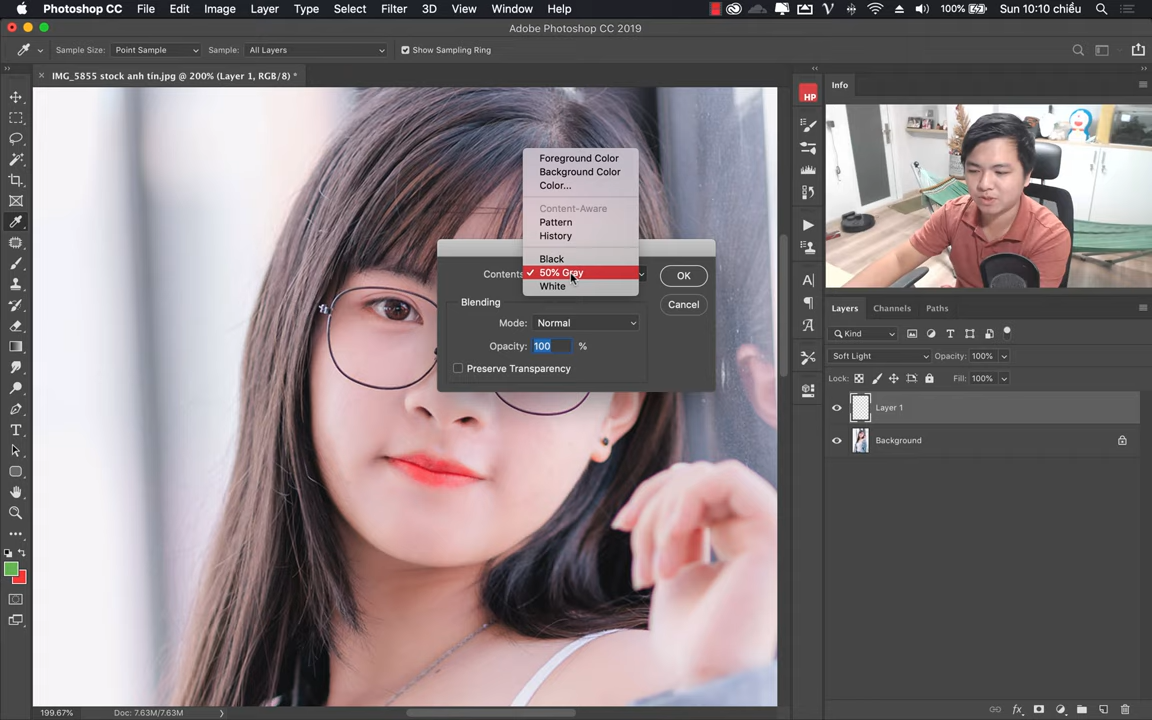 Photoshop CC File Edit Image Layer Type Select Filter 3D View Window Help 100% Sun 10:10 chiều
Adobe Photoshop CC 2019
Sample Size: Point Sample Sample: All Layers Show Sampling Ring
IMG_5855 stock anh tin.jpg @ 200% (Layer 1, RGB/8) *
HP
Info
Foreground Color
Background Color
Color...
Content-Aware
Pattern
History
Black
50% Gray
White
Contents
OK
Cancel
Blending
Mode: Normal
Opacity: 100 %
Preserve Transparency
Layers Channels Paths
Kind
Soft Light Opacity: 100%
Lock: Fill: 100%
Layer 1
Background
199.67% Doc: 7.63M/7.63M